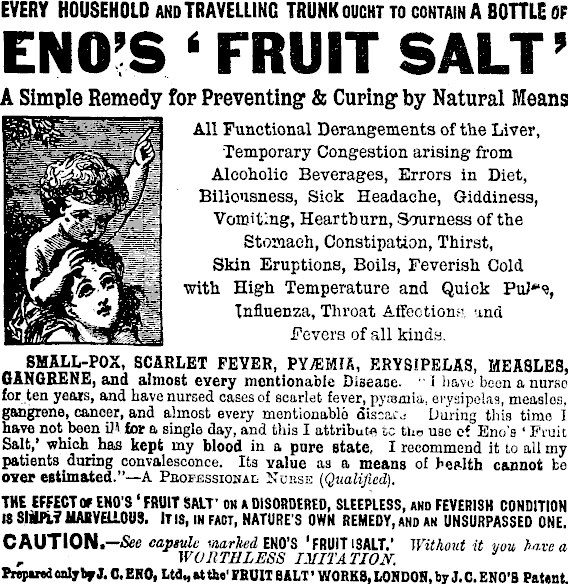 EVERY HOUSEHOLD AND TRAVELLING TRUNK OUGHT TO CONTAIN A BOTTLE OF
ENO'S ‘FRUIT SALT’
A Simple Remedy for Preventing & Curing by Natural Means
All Functional Derangements of the Liver,
Temporary Congestion arising from
Alcoholic Beverages, Errors in Diet,
Biliousness, Sick Headache, Giddiness,
Vomiting, Heartburn, Sourness of the
Stomach, Constipation, Thirst,
Skin Eruptions, Boils, Feverish Cold
with High Temperature and Quick Pulse,
Influenza, Throat Affections and
Fevers of all kinds.
SMALL-POX, SCARLET FEVER, PYÆMIA, ERYSIPELAS, MEASLES,
GANGRENE, and almost every mentionable Disease. “I have been a nurse
for ten years, and have nursed cases of scarlet fever, pyæmia, erysipelas, measles,
gangrene, cancer, and almost every mentionable disease. During this time I
have not been ill for a single day, and this I attribute to the use of Eno's ‘Fruit
Salt,’ which has kept my blood in a pure state. I recommend it to all my
patients during convalescence. Its value as a means of health cannot be
over estimated.”—A PROFESSIONAL NURSE (Qualified).
THE EFFECT OF ENO'S ‘FRUIT SALT’ ON A DISORDERED, SLEEPLESS, AND FEVERISH CONDITION
IS SIMPLY MARVELLOUS. IT IS, IN FACT, NATURE'S OWN REMEDY, AND AN UNSURPASSED ONE.
CAUTION.—See capsule marked ENO'S ‘FRUIT SALT.’ Without it you have a
WORTHLESS IMITATION.
Prepared only by J. C. ENO, Ltd., at the ‘FRUIT SALT’ WORKS, LONDON, by J. C. ENO'S Patent